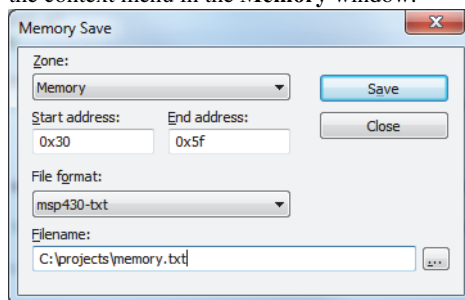 the context menu in the Memory window.
Memory Save
Zone:
Memory
Save
Start address:
End address:
Close
0x30
0x5f
File format:
msp430-txt
Filename:
C:\projects\memory.txt
...